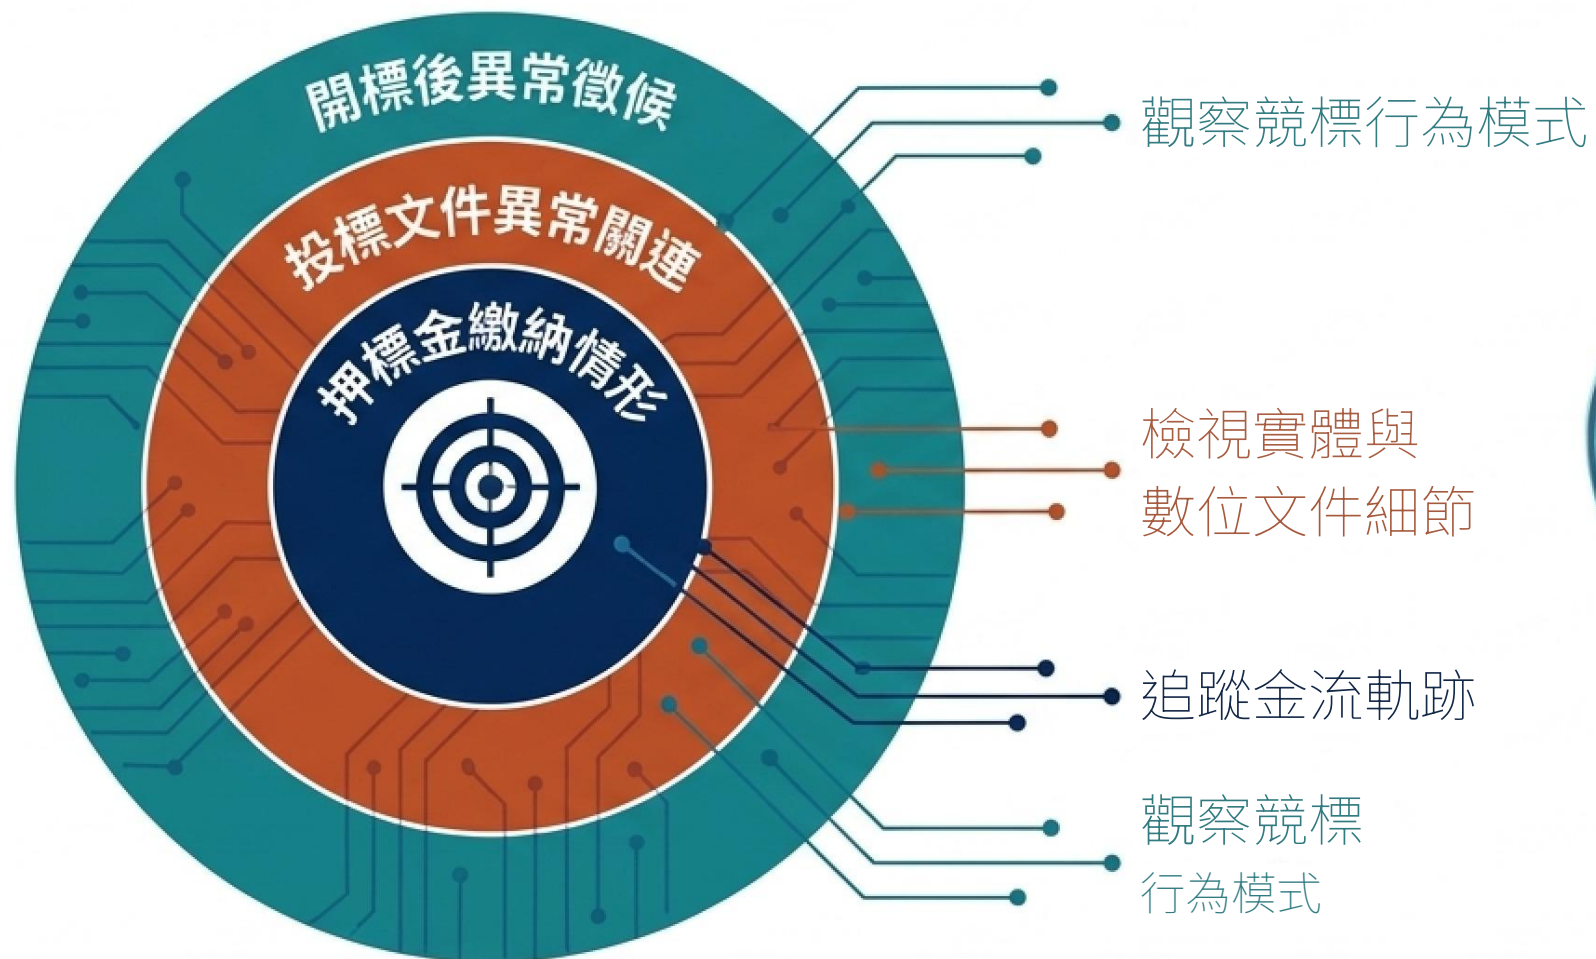 開標後異常徵候
投標文件異常關連
押標金繳納情形
觀察競標行為模式
檢視實體與
數位文件細節
追蹤金流軌跡
觀察競標
行為模式